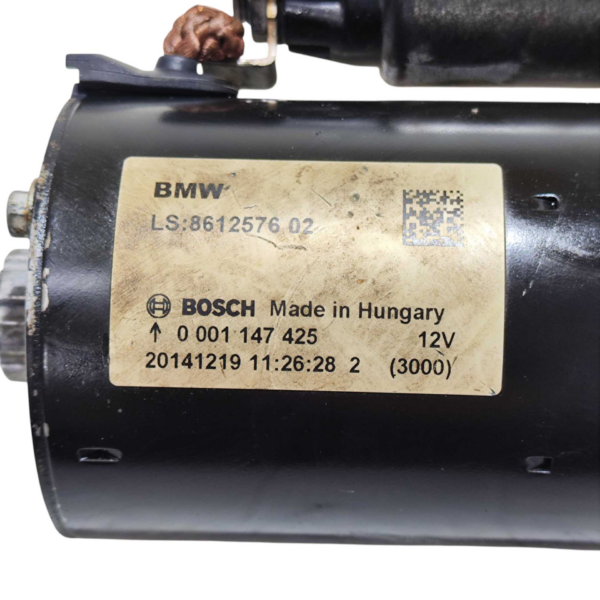 BMW
LS:8612576 02
BOSCH Made in Hungary
↑ 0 001 147 425 12V
20141219 11:26:28 2 (3000)